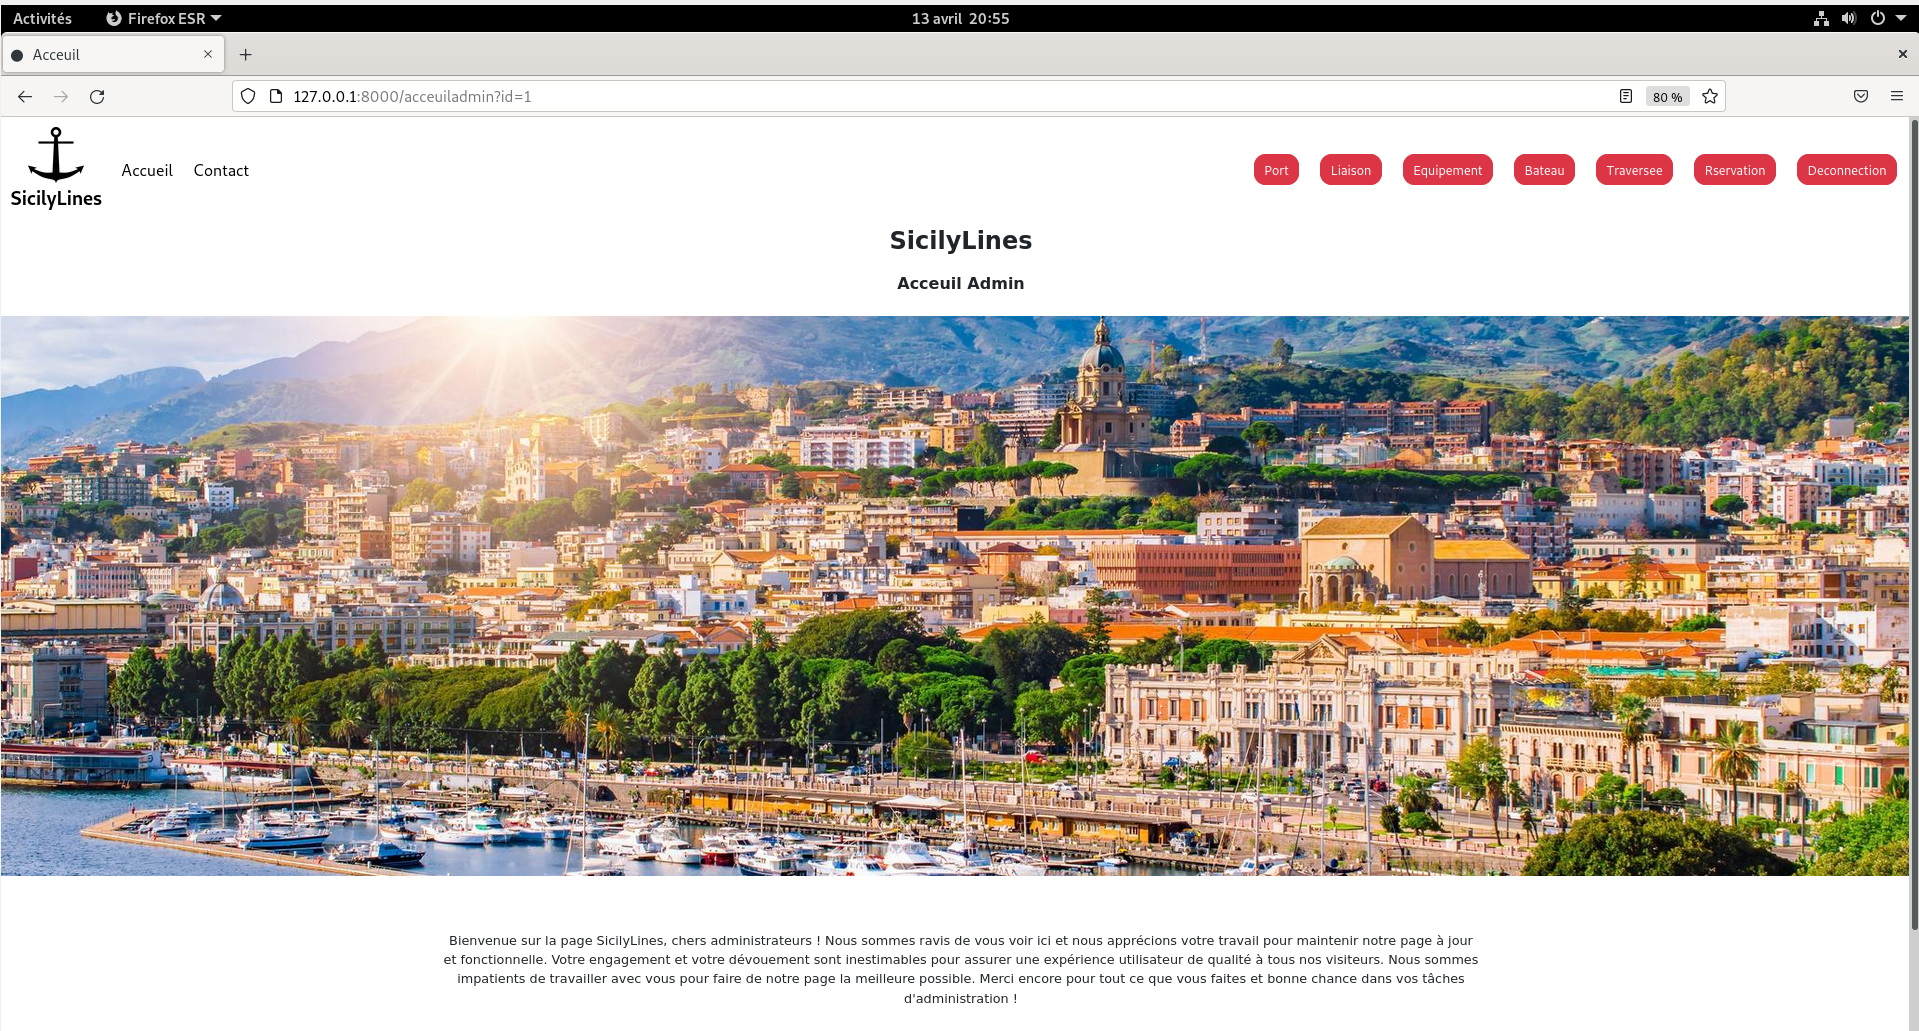 Activités Firefox ESR 13 avril 20:55
Acceuil
127.0.0.1:8000/acceuiladmin?id=1 80 %
SicilyLines Accueil Contact Port Liaison Equipement Bateau Traversee Rservation Deconnection
SicilyLines
Acceuil Admin
Bienvenue sur la page SicilyLines, chers administrateurs ! Nous sommes ravis de vous voir ici et nous apprécions votre travail pour maintenir notre page à jour
et fonctionnelle. Votre engagement et votre dévouement sont inestimables pour assurer une expérience utilisateur de qualité à tous nos visiteurs. Nous sommes
impatients de travailler avec vous pour faire de notre page la meilleure possible. Merci encore pour tout ce que vous faites et bonne chance dans vos tâches
d'administration !